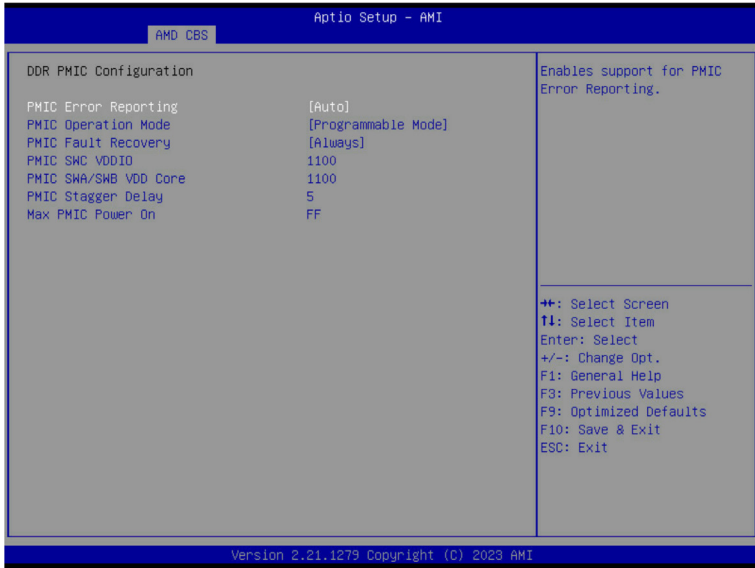 Aptio Setup – AMI
AMD CBS
DDR PMIC Configuration
PMIC Error Reporting [Auto]
PMIC Operation Mode [Programmable Mode]
PMIC Fault Recovery [Always]
PMIC SWC VDDIO 1100
PMIC SWA/SWB VDD Core 1100
PMIC Stagger Delay 5
Max PMIC Power On FF
Enables support for PMIC
Error Reporting.
→←: Select Screen
↑↓: Select Item
Enter: Select
+/-: Change Opt.
F1: General Help
F3: Previous Values
F9: Optimized Defaults
F10: Save & Exit
ESC: Exit
Version 2.21.1279 Copyright (C) 2023 AMI